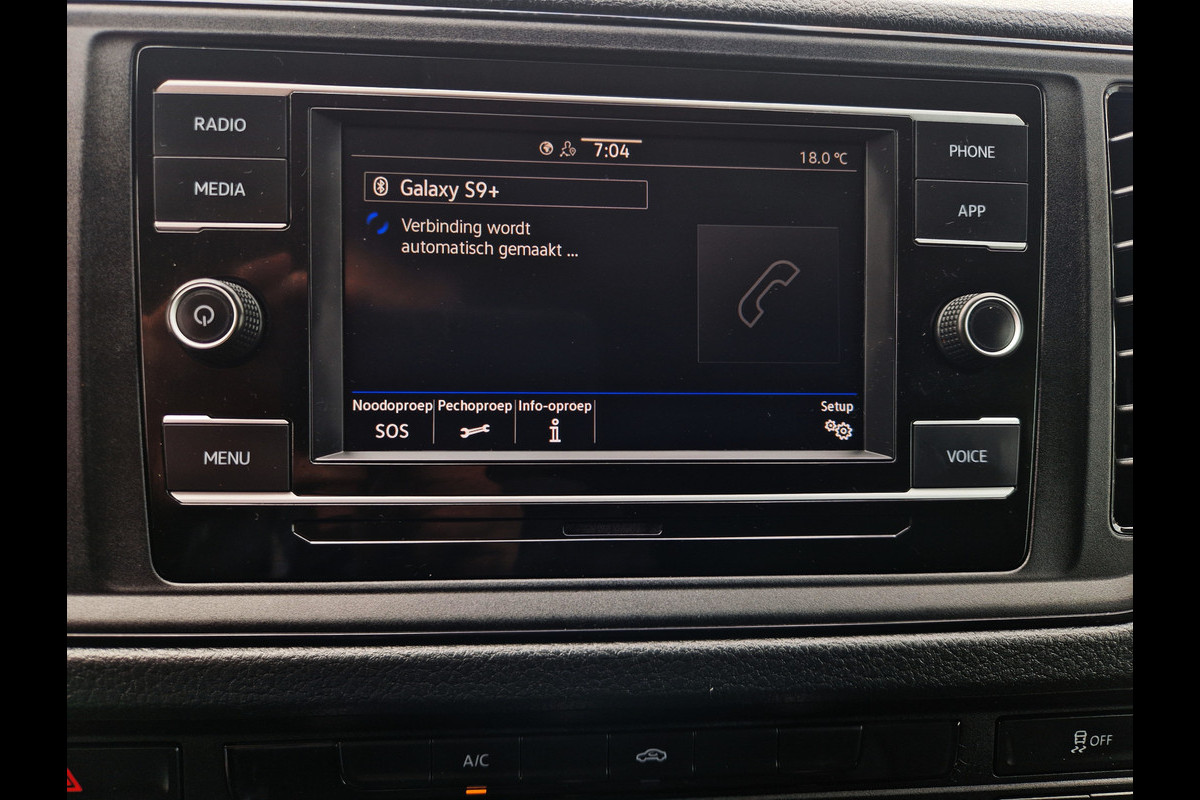 RADIO
MEDIA
MENU
7:04
18.0 °C
Galaxy S9+
Verbinding wordt
automatisch gemaakt ...
Noodoproep Pechoproep Info-oproep Setup
SOS
PHONE
APP
VOICE
A/C
OFF